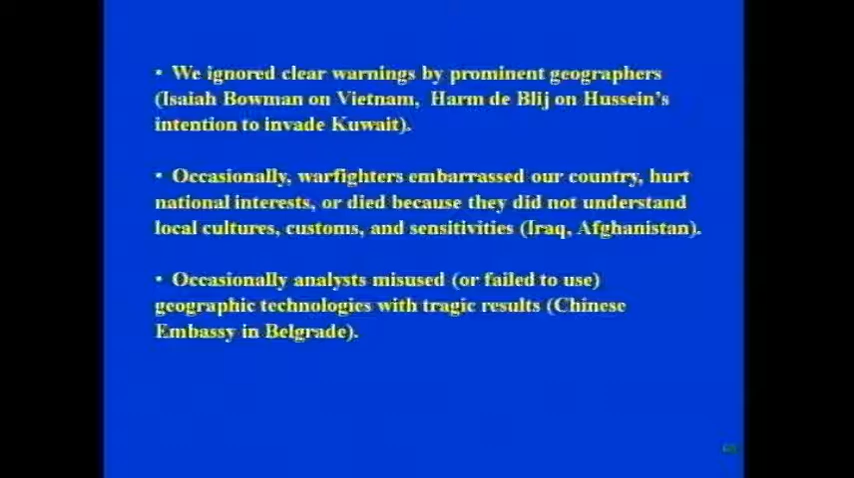 • We ignored clear warnings by prominent geographers
(Isaiah Bowman on Vietnam, Harm de Blij on Hussein's
intention to invade Kuwait).
• Occasionally, warfighters embarrassed our country, hurt
national interests, or died because they did not understand
local cultures, customs, and sensitivities (Iraq, Afghanistan).
• Occasionally analysts misused (or failed to use)
geographic technologies with tragic results (Chinese
Embassy in Belgrade).